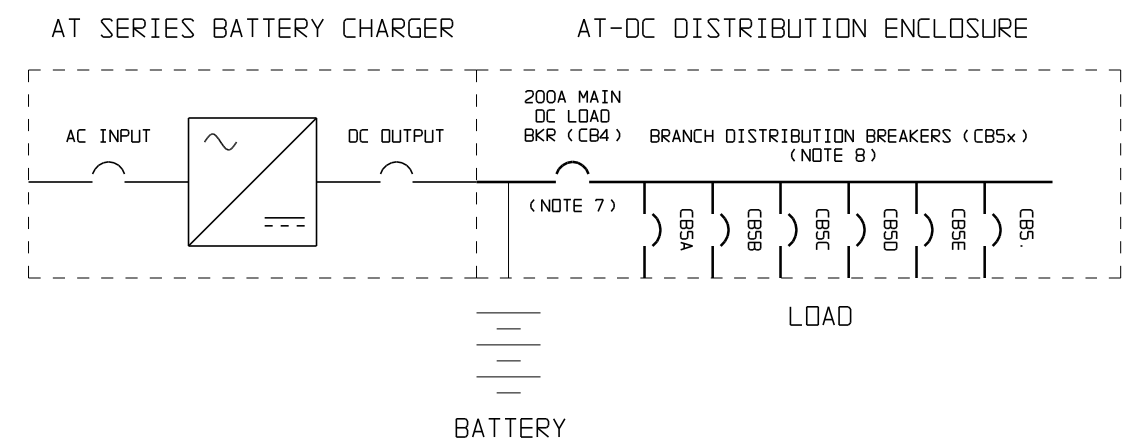 AT SERIES BATTERY CHARGER
AT-DC DISTRIBUTION ENCLOSURE
200A MAIN
DC LOAD
BKR (CB4)
AC INPUT
DC OUTPUT
BRANCH DISTRIBUTION BREAKERS (CB5x)
(NOTE 8)
(NOTE 7)
CB5A
CB5B
CB5C
CB5D
CB5E
CB5.
LOAD
BATTERY